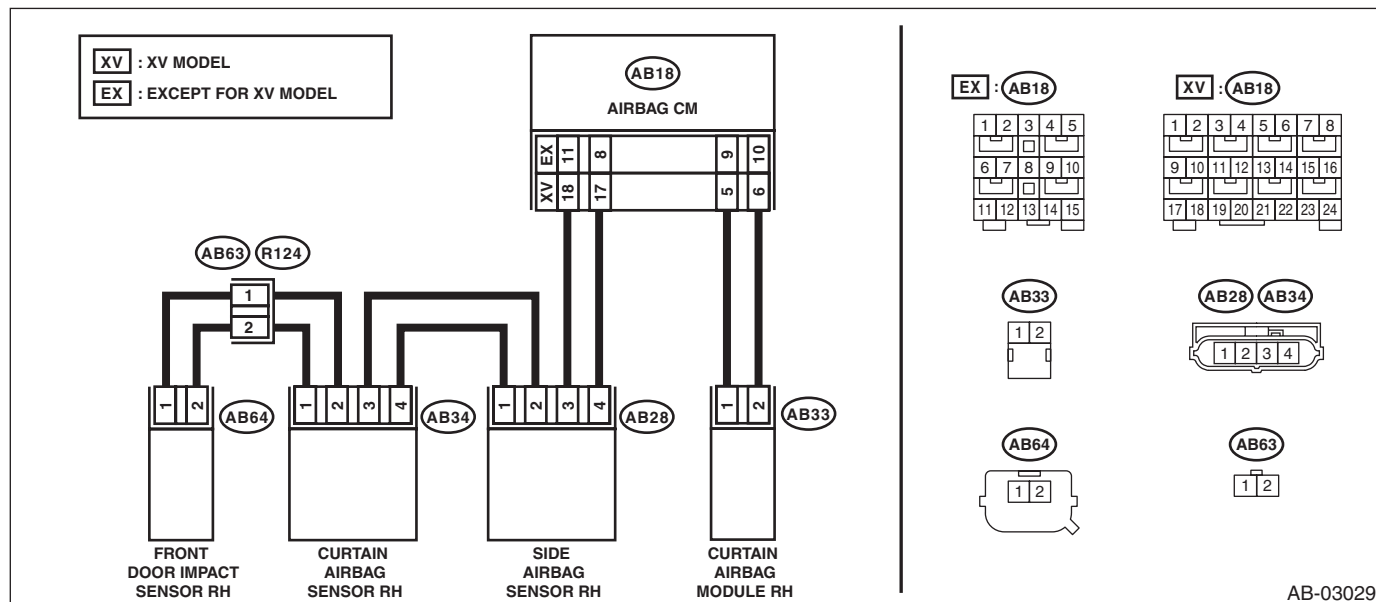 XV : XV MODEL
EX : EXCEPT FOR XV MODEL
AB18
AIRBAG CM
EX 11 8 9 10
XV 18 17 5 6
AB63 R124
1
2
1 2 AB64
1 2 3 4 AB34
1 2 3 4 AB28
1 2 AB33
FRONT
DOOR IMPACT
SENSOR RH
CURTAIN
AIRBAG
SENSOR RH
SIDE
AIRBAG
SENSOR RH
CURTAIN
AIRBAG
MODULE RH
EX : AB18
1 2 3 4 5
6 7 8 9 10
11 12 13 14 15
XV : AB18
1 2 3 4 5 6 7 8
9 10 11 12 13 14 15 16
17 18 19 20 21 22 23 24
AB33
1 2
AB28 AB34
1 2 3 4
AB64
1 2
AB63
1 2
AB-03029